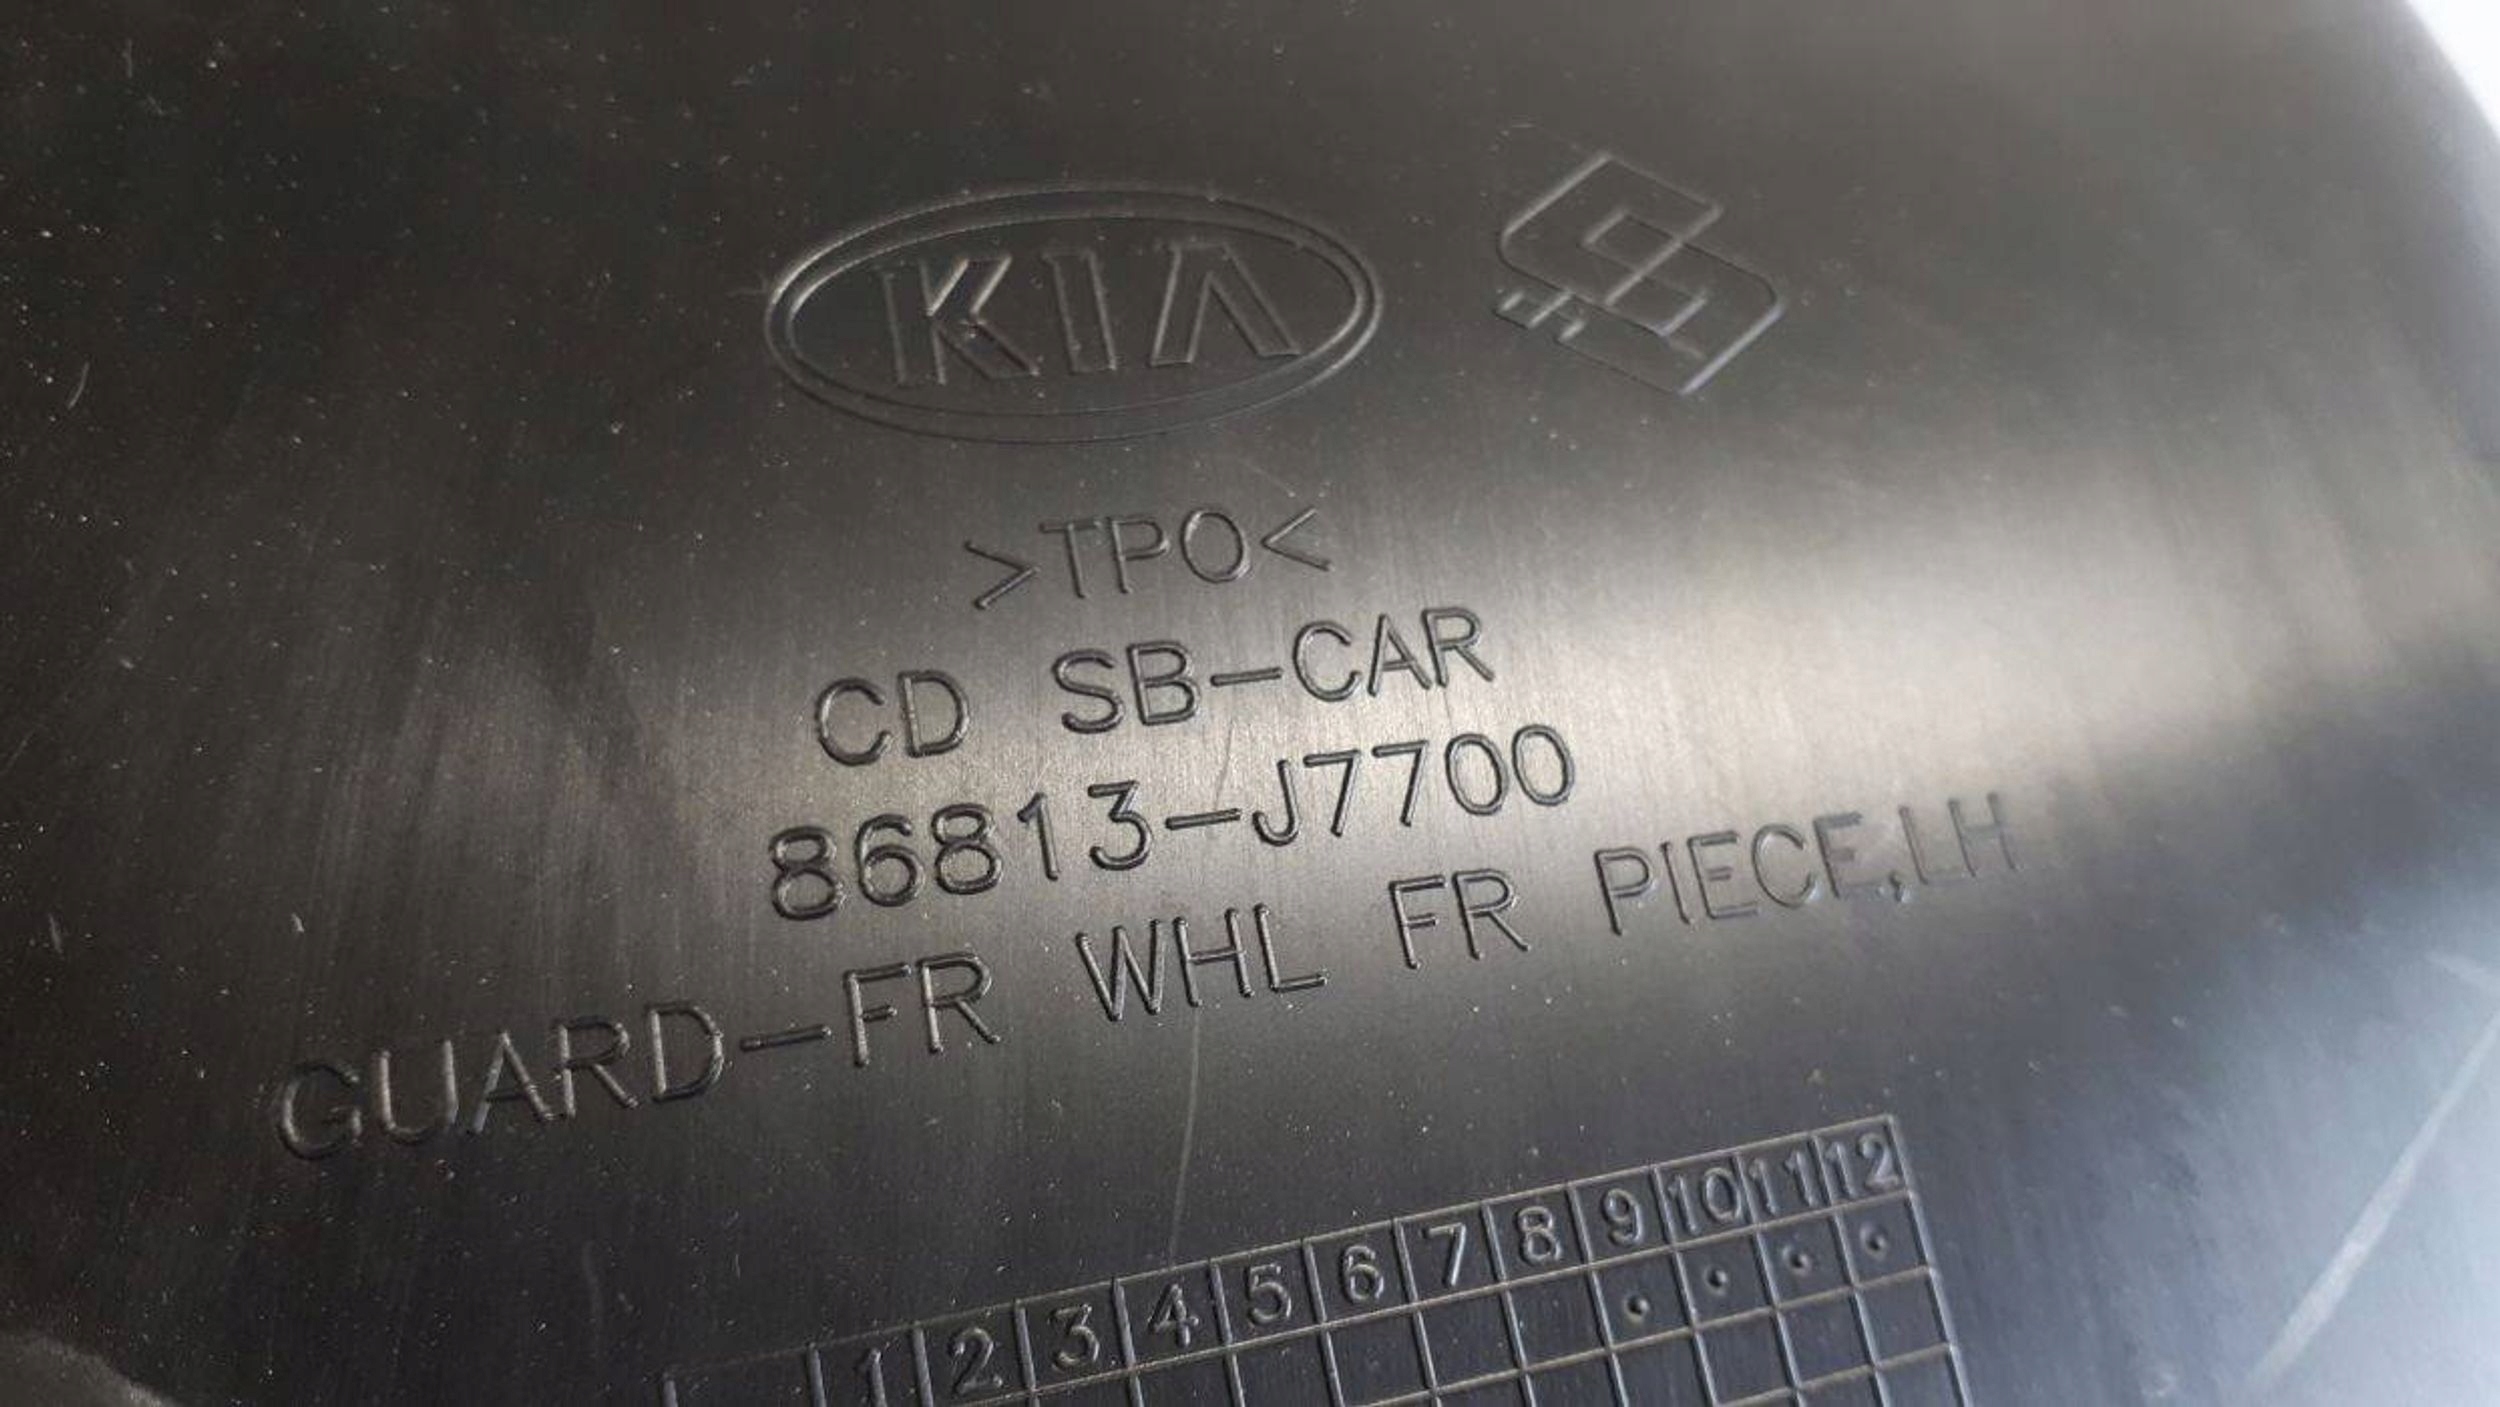 KIA
>TPO<
CD SB-CAR
86813-J7700
GUARD-FR WHL FR PIECE,LH
1 2 3 4 5 6 7 8 9 10 11 12